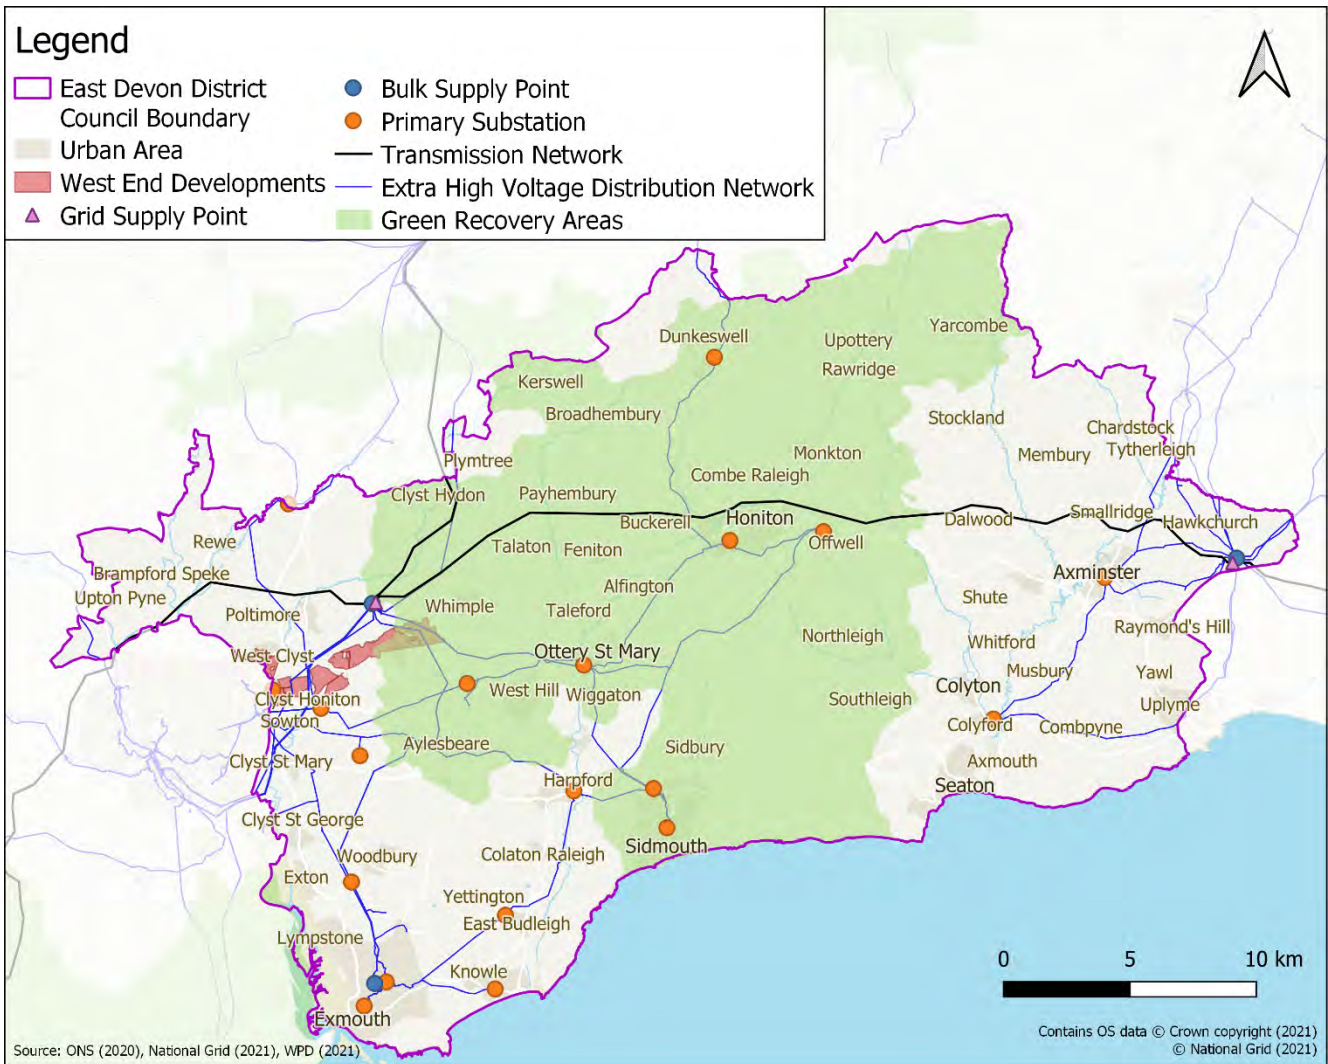 Legend
East Devon District
Council Boundary
Urban Area
West End Developments
Grid Supply Point
Bulk Supply Point
Primary Substation
Transmission Network
Extra High Voltage Distribution Network
Green Recovery Areas
Dunkeswell
Yarcombe
Upottery
Rawridge
Kerswell
Broadhembury
Stockland
Chardstock
Tytherleigh
Membury
Monkton
Plymtree
Combe Raleigh
Clyst Hydon
Payhembury
Buckerell
Honiton
Dalwood
Smallridge
Hawkchurch
Rewe
Talaton
Feniton
Offwell
Brampford Speke
Upton Pyne
Axminster
Alfington
Whimple
Taleford
Poltimore
Shute
Raymond's Hill
Northleigh
Whitford
West Clyst
Ottery St Mary
Musbury
Yawl
Colyton
Clyst Honiton
West Hill
Wiggaton
Southleigh
Uplyme
Sowton
Colyford
Combpyne
Aylesbeare
Sidbury
Clyst St Mary
Axmouth
Harpford
Seaton
Clyst St George
Sidmouth
Woodbury
Colaton Raleigh
Exton
Yettington
East Budleigh
Lympstone
Knowle
Exmouth
0 5 10 km
Source: ONS (2020), National Grid (2021), WPD (2021)
Contains OS data © Crown copyright (2021)
© National Grid (2021)